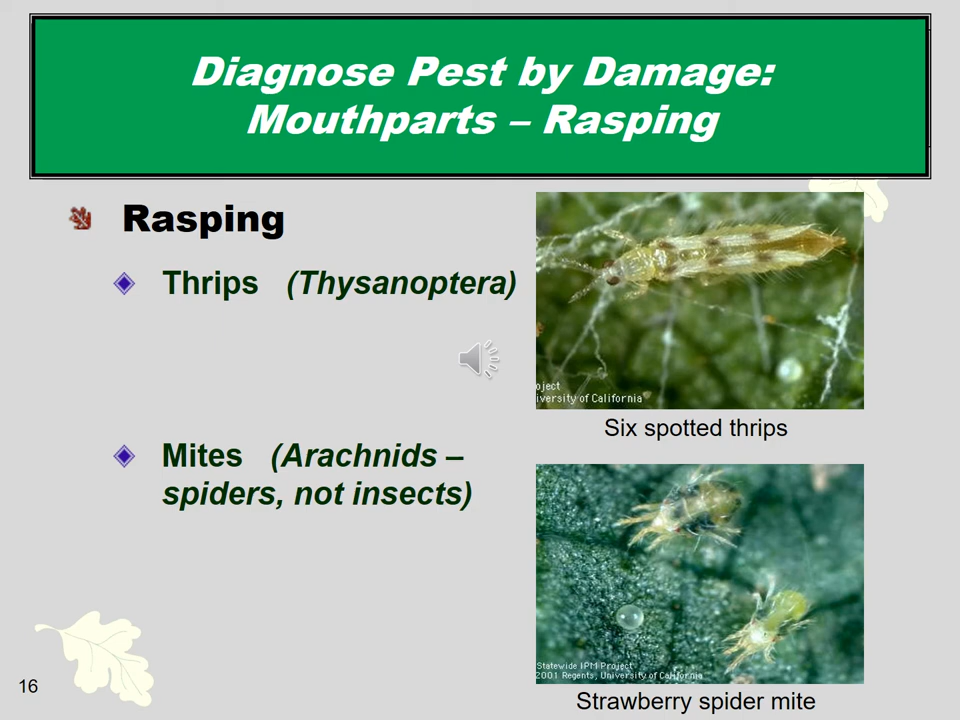 Diagnose Pest by Damage:
Mouthparts – Rasping
Rasping
Thrips (Thysanoptera)
oject
iversity of California
Six spotted thrips
Mites (Arachnids –
spiders, not insects)
Statewide IPM Project
2001 Regents, University of California
Strawberry spider mite
16